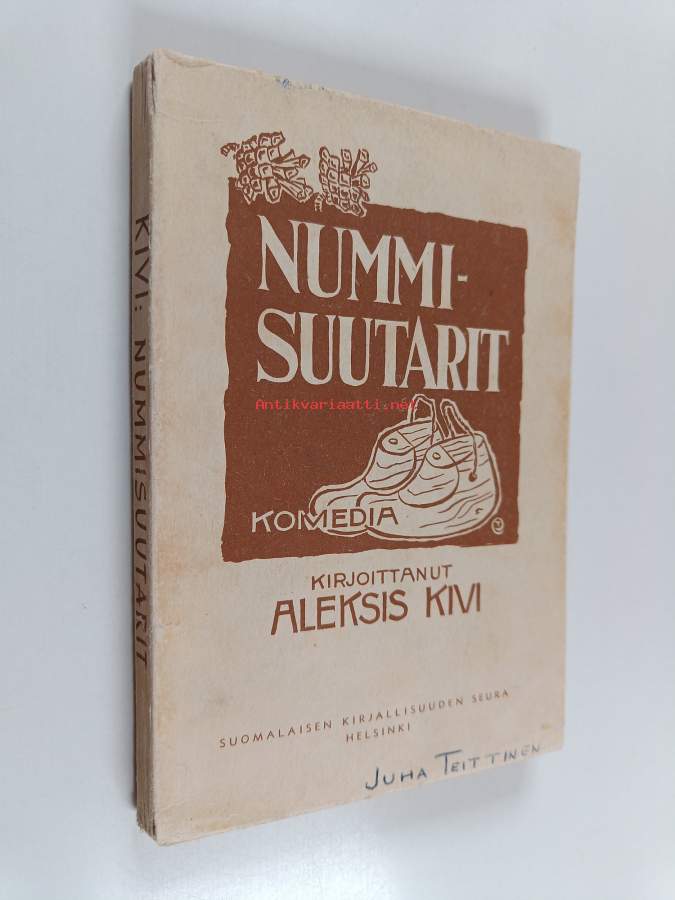 KIVI: NUMMISUUTARIT
NUMMI-
SUUTARIT
Antikvariaatti.net
KOMEDIA
KIRJOITTANUT
ALEKSIS KIVI
SUOMALAISEN KIRJALLISUUDEN SEURA
HELSINKI
JUHA TEITTINEN